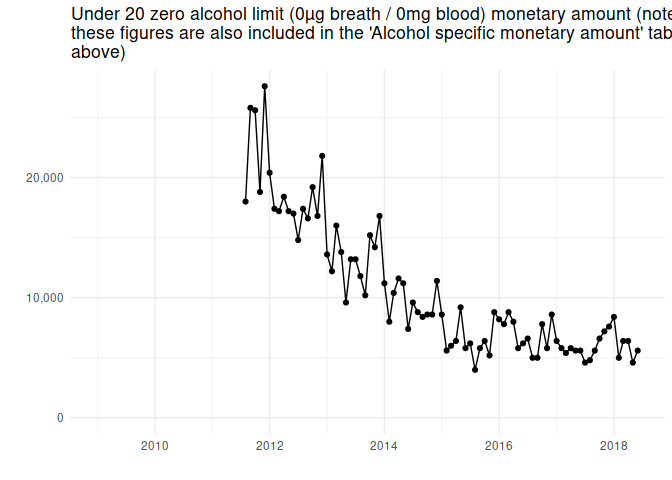 Under 20 zero alcohol limit (0µg breath / 0mg blood) monetary amount (note
these figures are also included in the 'Alcohol specific monetary amount' tab
above)
20,000
10,000
0
2010 2012 2014 2016 2018